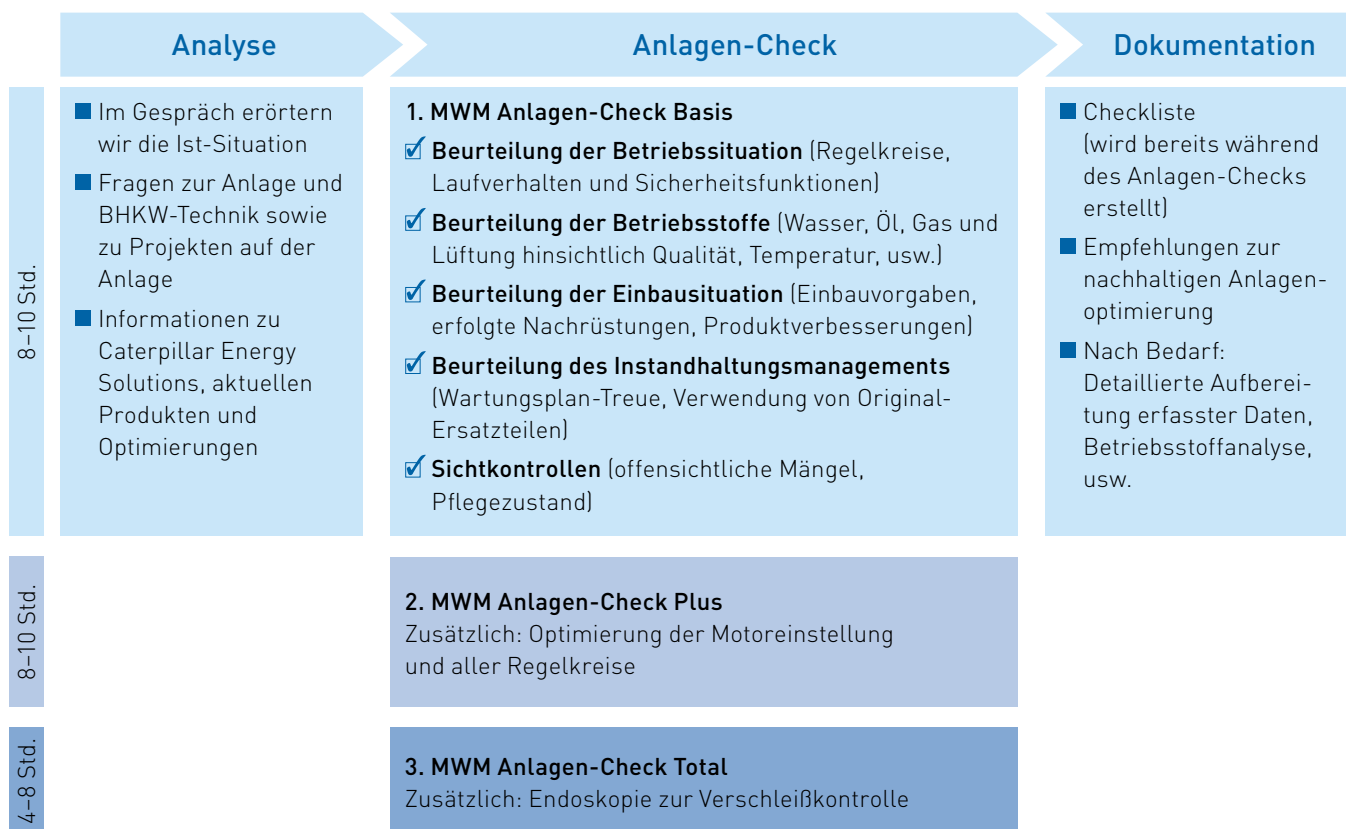 Analyse
Anlagen-Check
Dokumentation
8–10 Std.
Im Gespräch erörtern
wir die Ist-Situation
Fragen zur Anlage und
BHKW-Technik sowie
zu Projekten auf der
Anlage
Informationen zu
Caterpillar Energy
Solutions, aktuellen
Produkten und
Optimierungen
1. MWM Anlagen-Check Basis
Beurteilung der Betriebssituation (Regelkreise,
Laufverhalten und Sicherheitsfunktionen)
Beurteilung der Betriebsstoffe (Wasser, Öl, Gas und
Lüftung hinsichtlich Qualität, Temperatur, usw.)
Beurteilung der Einbausituation (Einbauvorgaben,
erfolgte Nachrüstungen, Produktverbesserungen)
Beurteilung des Instandhaltungsmanagements
(Wartungsplan-Treue, Verwendung von Original-
Ersatzteilen)
Sichtkontrollen (offensichtliche Mängel,
Pflegezustand)
Checkliste
(wird bereits während
des Anlagen-Checks
erstellt)
Empfehlungen zur
nachhaltigen Anlagen-
optimierung
Nach Bedarf:
Detaillierte Aufberei-
tung erfasster Daten,
Betriebsstoffanalyse,
usw.
8–10 Std.
2. MWM Anlagen-Check Plus
Zusätzlich: Optimierung der Motoreinstellung
und aller Regelkreise
4–8 Std.
3. MWM Anlagen-Check Total
Zusätzlich: Endoskopie zur Verschleißkontrolle